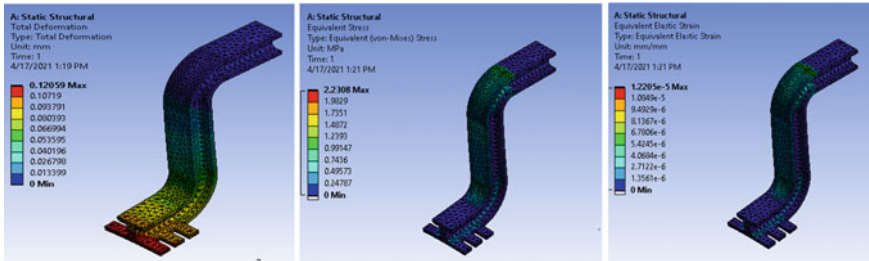 A: Static Structural
Total Deformation
Type: Total Deformation
Unit: mm
Time: 1
4/17/2021 1:19 PM
0.12059 Max
0.10719
0.093791
0.080393
0.066994
0.053595
0.040196
0.026798
0.013399
0 Min
A: Static Structural
Equivalent Stress
Type: Equivalent (von-Mises) Stress
Unit: MPa
Time: 1
4/17/2021 1:21 PM
2.2308 Max
1.9829
1.7351
1.4872
1.2393
0.99147
0.7436
0.49573
0.24787
0 Min
A: Static Structural
Equivalent Elastic Strain
Type: Equivalent Elastic Strain
Unit: mm/mm
Time: 1
4/17/2021 1:21 PM
1.2205e-5 Max
1.0849e-5
9.4929e-6
8.1367e-6
6.7806e-6
5.4245e-6
4.0684e-6
2.7122e-6
1.3561e-6
0 Min